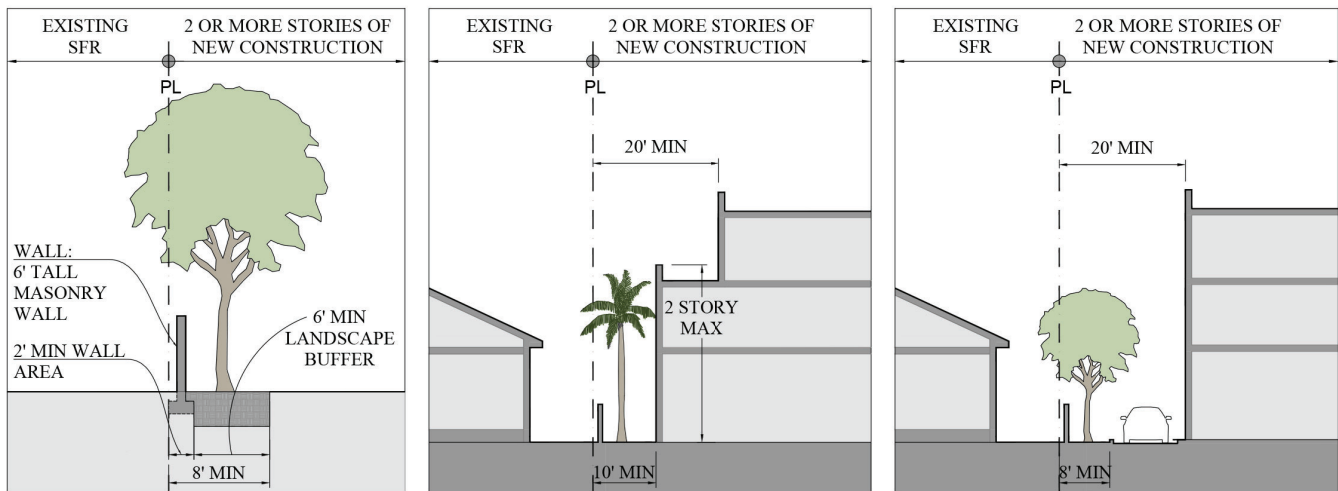 EXISTING
SFR
2 OR MORE STORIES OF
NEW CONSTRUCTION
PL
WALL:
6' TALL
MASONRY
WALL
2' MIN WALL
AREA
6' MIN
LANDSCAPE
BUFFER
8' MIN
EXISTING
SFR
2 OR MORE STORIES OF
NEW CONSTRUCTION
PL
20' MIN
2 STORY
MAX
10' MIN
EXISTING
SFR
2 OR MORE STORIES OF
NEW CONSTRUCTION
PL
20' MIN
8' MIN